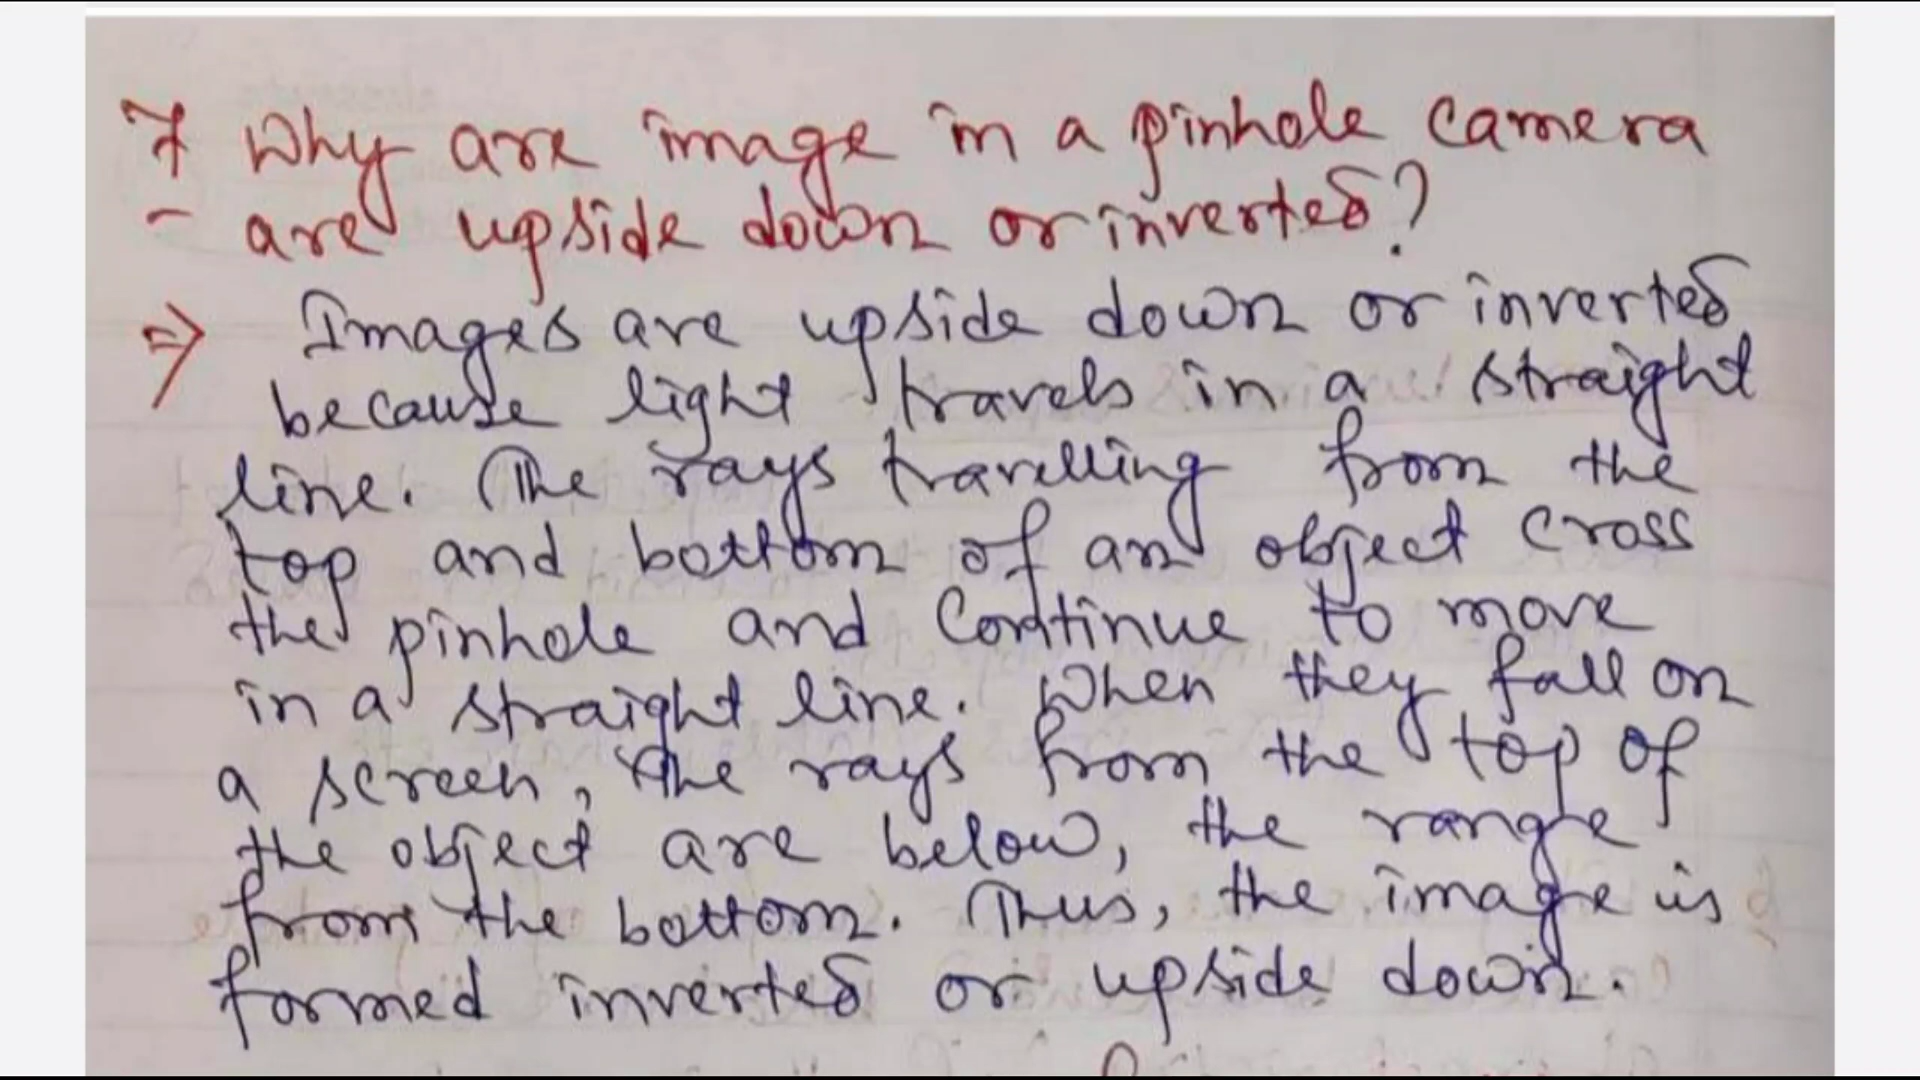 7 Why are image in a pinhole camera
- are upside down or inverted?
⇒ Images are upside down or inverted
because light travels in a straight
line. The rays travelling from the
top and bottom of an object cross
the pinhole and continue to move
in a straight line. When they fall on
a screen, the rays from the top of
the object are below, the range
from the bottom. Thus, the image is
formed inverted or upside down.